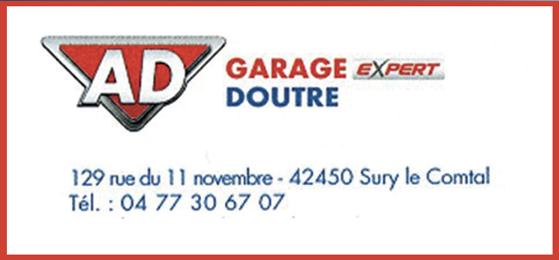 AD GARAGE EXPERT
DOUTRE
129 rue du 11 novembre - 42450 Sury le Comtal
Tél. : 04 77 30 67 07